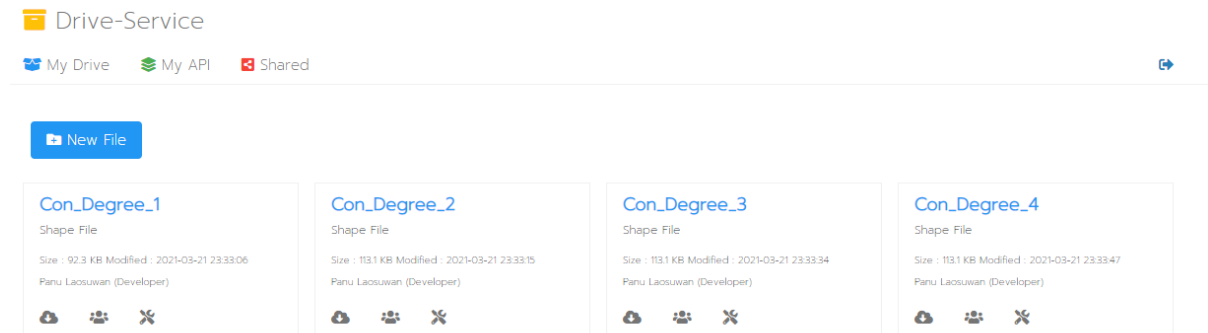 Drive-Service
My Drive My API Shared
New File
Con_Degree_1
Shape File
Size : 92.3 KB Modified : 2021-03-21 23:33:06
Panu Laosuwan (Developer)
Con_Degree_2
Shape File
Size : 113.1 KB Modified : 2021-03-21 23:33:15
Panu Laosuwan (Developer)
Con_Degree_3
Shape File
Size : 113.1 KB Modified : 2021-03-21 23:33:34
Panu Laosuwan (Developer)
Con_Degree_4
Shape File
Size : 113.1 KB Modified : 2021-03-21 23:33:47
Panu Laosuwan (Developer)